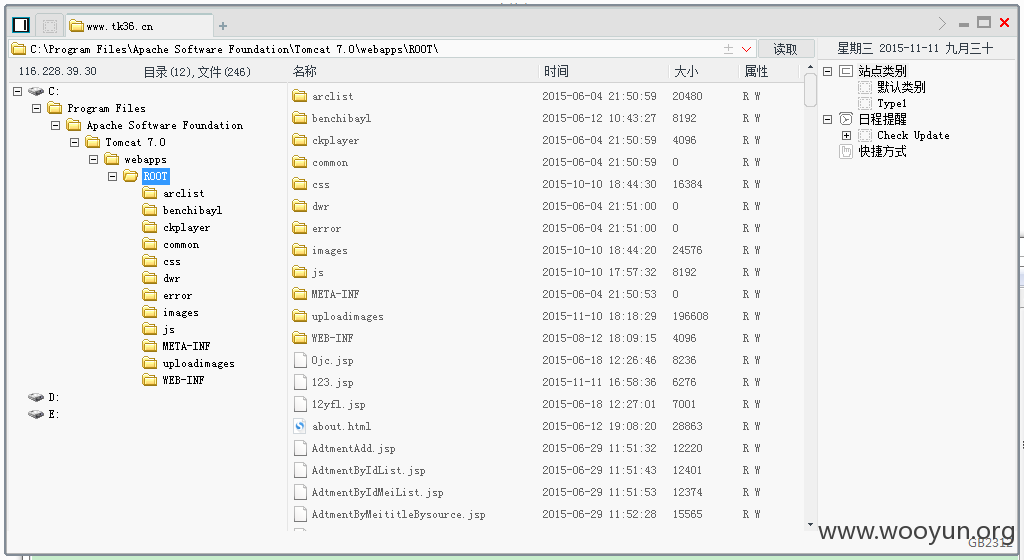 www.tk36.cn
C:\Program Files\Apache Software Foundation\Tomcat 7.0\webapps\ROOT\ 读取 星期三 2015-11-11 九月三十
116.228.39.30 目录(12),文件(246) 名称 时间 大小 属性
C:
Program Files
Apache Software Foundation
Tomcat 7.0
webapps
ROOT
arclist
benchibayl
ckplayer
common
css
dwr
error
images
js
META-INF
uploadimages
WEB-INF
D:
E:
arclist 2015-06-04 21:50:59 20480 R W
benchibayl 2015-06-12 10:43:27 8192 R W
ckplayer 2015-06-04 21:50:59 4096 R W
common 2015-06-04 21:50:59 0 R W
css 2015-10-10 18:44:30 16384 R W
dwr 2015-06-04 21:51:00 0 R W
error 2015-06-04 21:51:00 0 R W
images 2015-10-10 18:44:20 24576 R W
js 2015-10-10 17:57:32 8192 R W
META-INF 2015-06-04 21:50:53 0 R W
uploadimages 2015-11-10 18:18:29 196608 R W
WEB-INF 2015-08-12 18:09:15 4096 R W
0jc.jsp 2015-06-18 12:26:46 8236 R W
123.jsp 2015-11-11 16:58:36 6276 R W
12yfl.jsp 2015-06-18 12:27:01 7001 R W
about.html 2015-06-12 19:08:20 28863 R W
AdtmentAdd.jsp 2015-06-29 11:51:32 12220 R W
AdtmentByIdList.jsp 2015-06-29 11:51:43 12401 R W
AdtmentByIdMeiList.jsp 2015-06-29 11:51:53 12374 R W
AdtmentByMeititleBysource.jsp 2015-06-29 11:52:28 15565 R W
站点类别
默认类别
Type1
日程提醒
Check Update
快捷方式
www.wooyun.org
GB2312